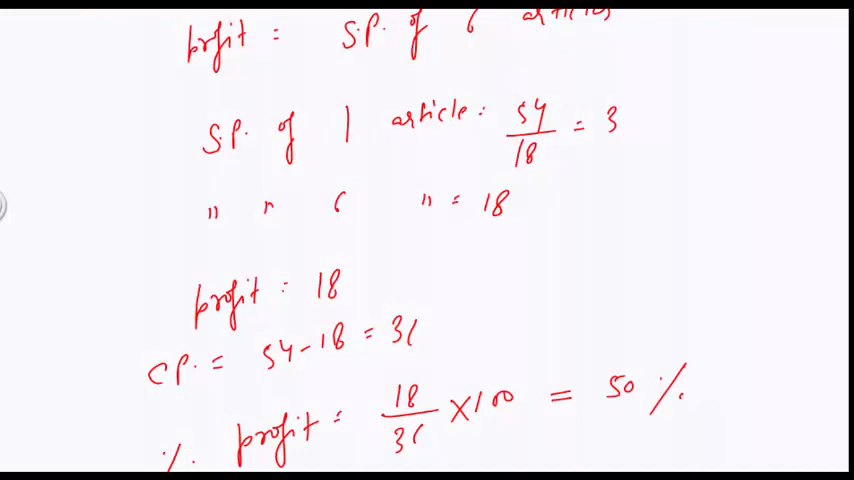 profit = S.P. of 6 articles
S.P. of 1 article = 54/18 = 3
" " 6 " = 18
profit = 18
C.P. = 54-18 = 36
% profit = 18/36 ×100 = 50 %